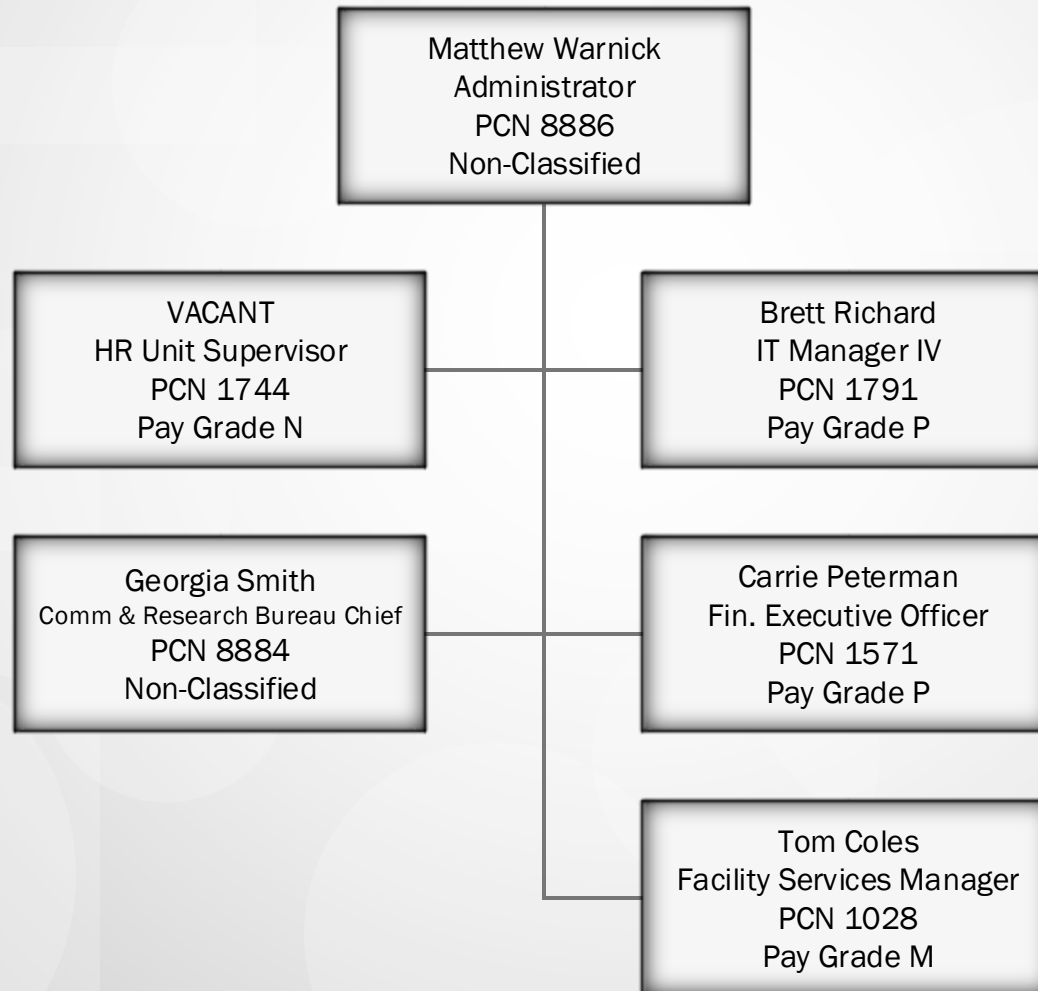 Matthew Warnick
Administrator
PCN 8886
Non-Classified
VACANT
HR Unit Supervisor
PCN 1744
Pay Grade N
Brett Richard
IT Manager IV
PCN 1791
Pay Grade P
Georgia Smith
Comm & Research Bureau Chief
PCN 8884
Non-Classified
Carrie Peterman
Fin. Executive Officer
PCN 1571
Pay Grade P
Tom Coles
Facility Services Manager
PCN 1028
Pay Grade M